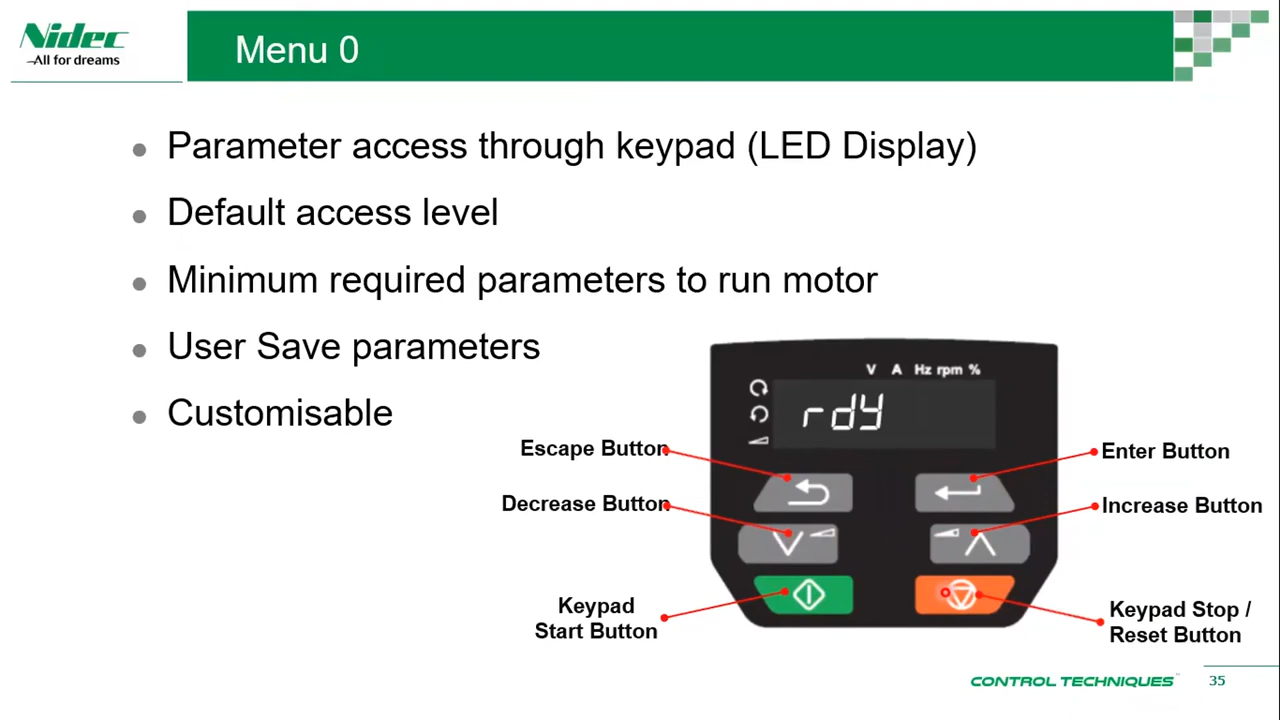 Nidec
All for dreams
Menu 0
Parameter access through keypad (LED Display)
Default access level
Minimum required parameters to run motor
User Save parameters
Customisable
V A Hz rpm %
rdy
Escape Button
Enter Button
Decrease Button
Increase Button
Keypad
Start Button
Keypad Stop /
Reset Button
CONTROL TECHNIQUES
35